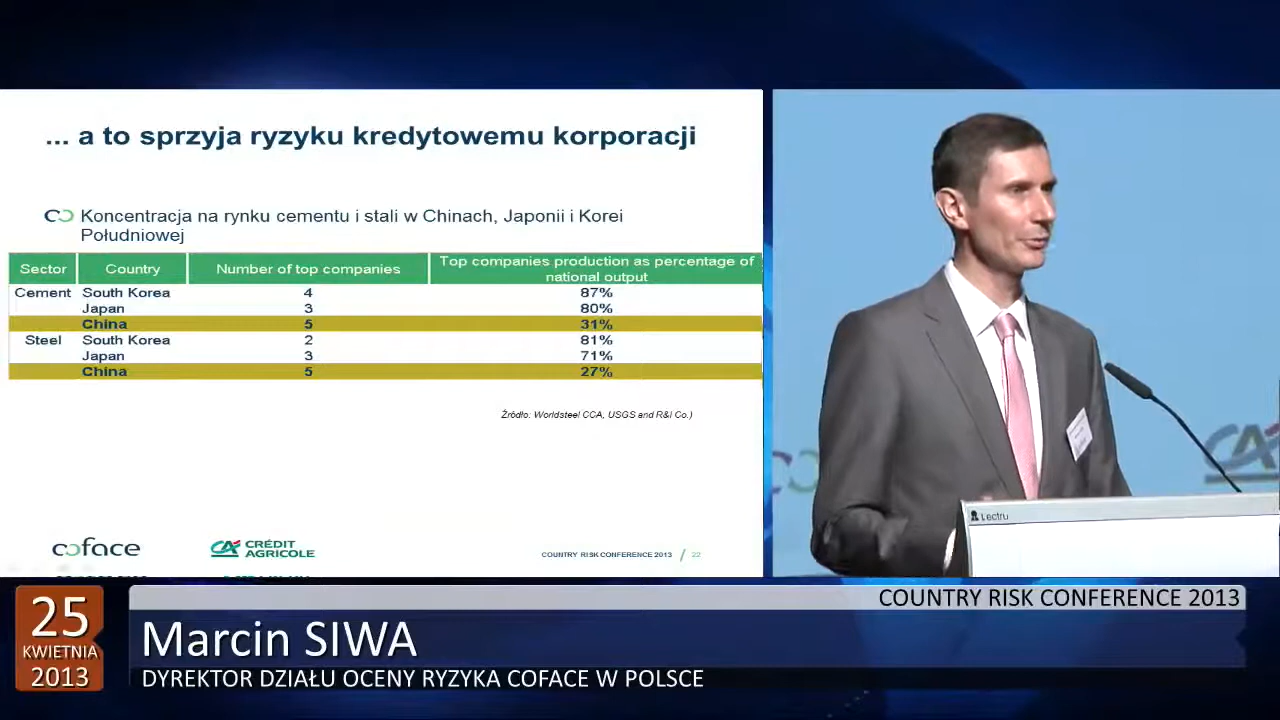 ... a to sprzyja ryzyku kredytowemu korporacji
Koncentracja na rynku cementu i stali w Chinach, Japonii i Korei
Południowej
Sector Country Number of top companies Top companies production as percentage of national output
Cement South Korea 4 87%
Japan 3 80%
China 5 31%
Steel South Korea 2 81%
Japan 3 71%
China 5 27%
Źródło: Worldsteel CCA, USGS and R&I Co.)
coface
CA CRÉDIT
AGRICOLE
COUNTRY RISK CONFERENCE 2013 / 22
CA
Lectru
COUNTRY RISK CONFERENCE 2013
25
KWIETNIA
2013
Marcin SIWA
DYREKTOR DZIAŁU OCENY RYZYKA COFACE W POLSCE